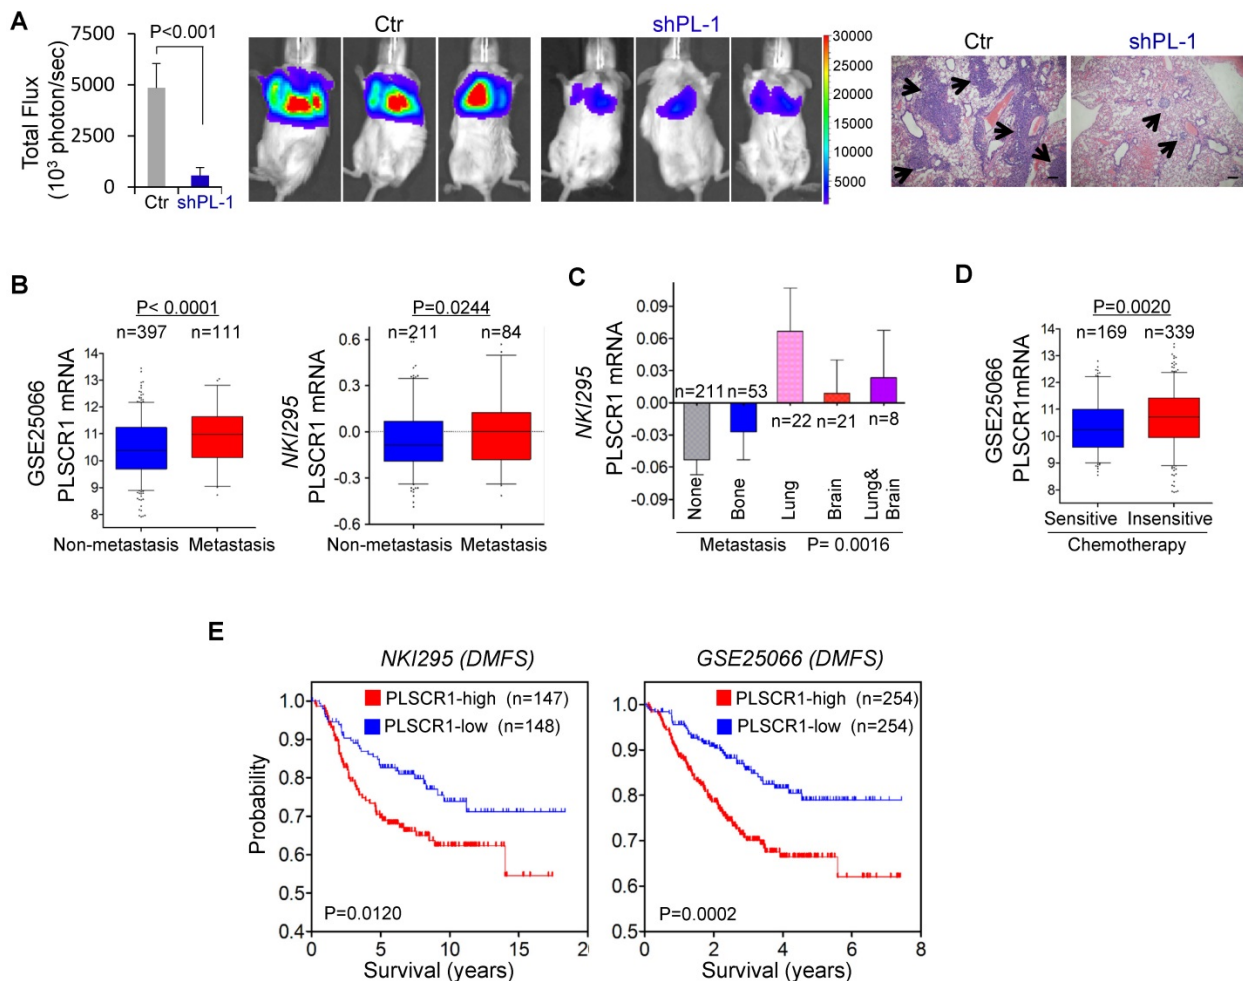 A
P<0.001
Total Flux
(10³ photon/sec)
7500
5000
2500
0
Ctr
shPL-1
Ctr
shPL-1
30000
25000
20000
15000
10000
5000
Ctr
shPL-1
B
P< 0.0001
n=397
n=111
GSE25066
PLSCR1 mRNA
14
13
12
11
10
9
8
Non-metastasis
Metastasis
P=0.0244
n=211
n=84
NKI295
PLSCR1 mRNA
0.6
0.3
0.0
-0.3
-0.6
Non-metastasis
Metastasis
C
NKI295
PLSCR1 mRNA
0.09
0.06
0.03
0.00
-0.03
-0.06
-0.09
n=211
n=53
n=22
n=21
n=8
None
Bone
Lung
Brain
Lung&
Brain
Metastasis
P= 0.0016
D
P=0.0020
n=169
n=339
GSE25066
PLSCR1mRNA
14
13
12
11
10
9
8
Sensitive
Insensitive
Chemotherapy
E
NKI295 (DMFS)
PLSCR1-high (n=147)
PLSCR1-low (n=148)
Probability
1.0
0.9
0.8
0.7
0.6
0.5
0.4
P=0.0120
0
5
10
15
20
Survival (years)
GSE25066 (DMFS)
PLSCR1-high (n=254)
PLSCR1-low (n=254)
1.0
0.9
0.8
0.7
0.6
0.5
P=0.0002
0
2
4
6
8
Survival (years)